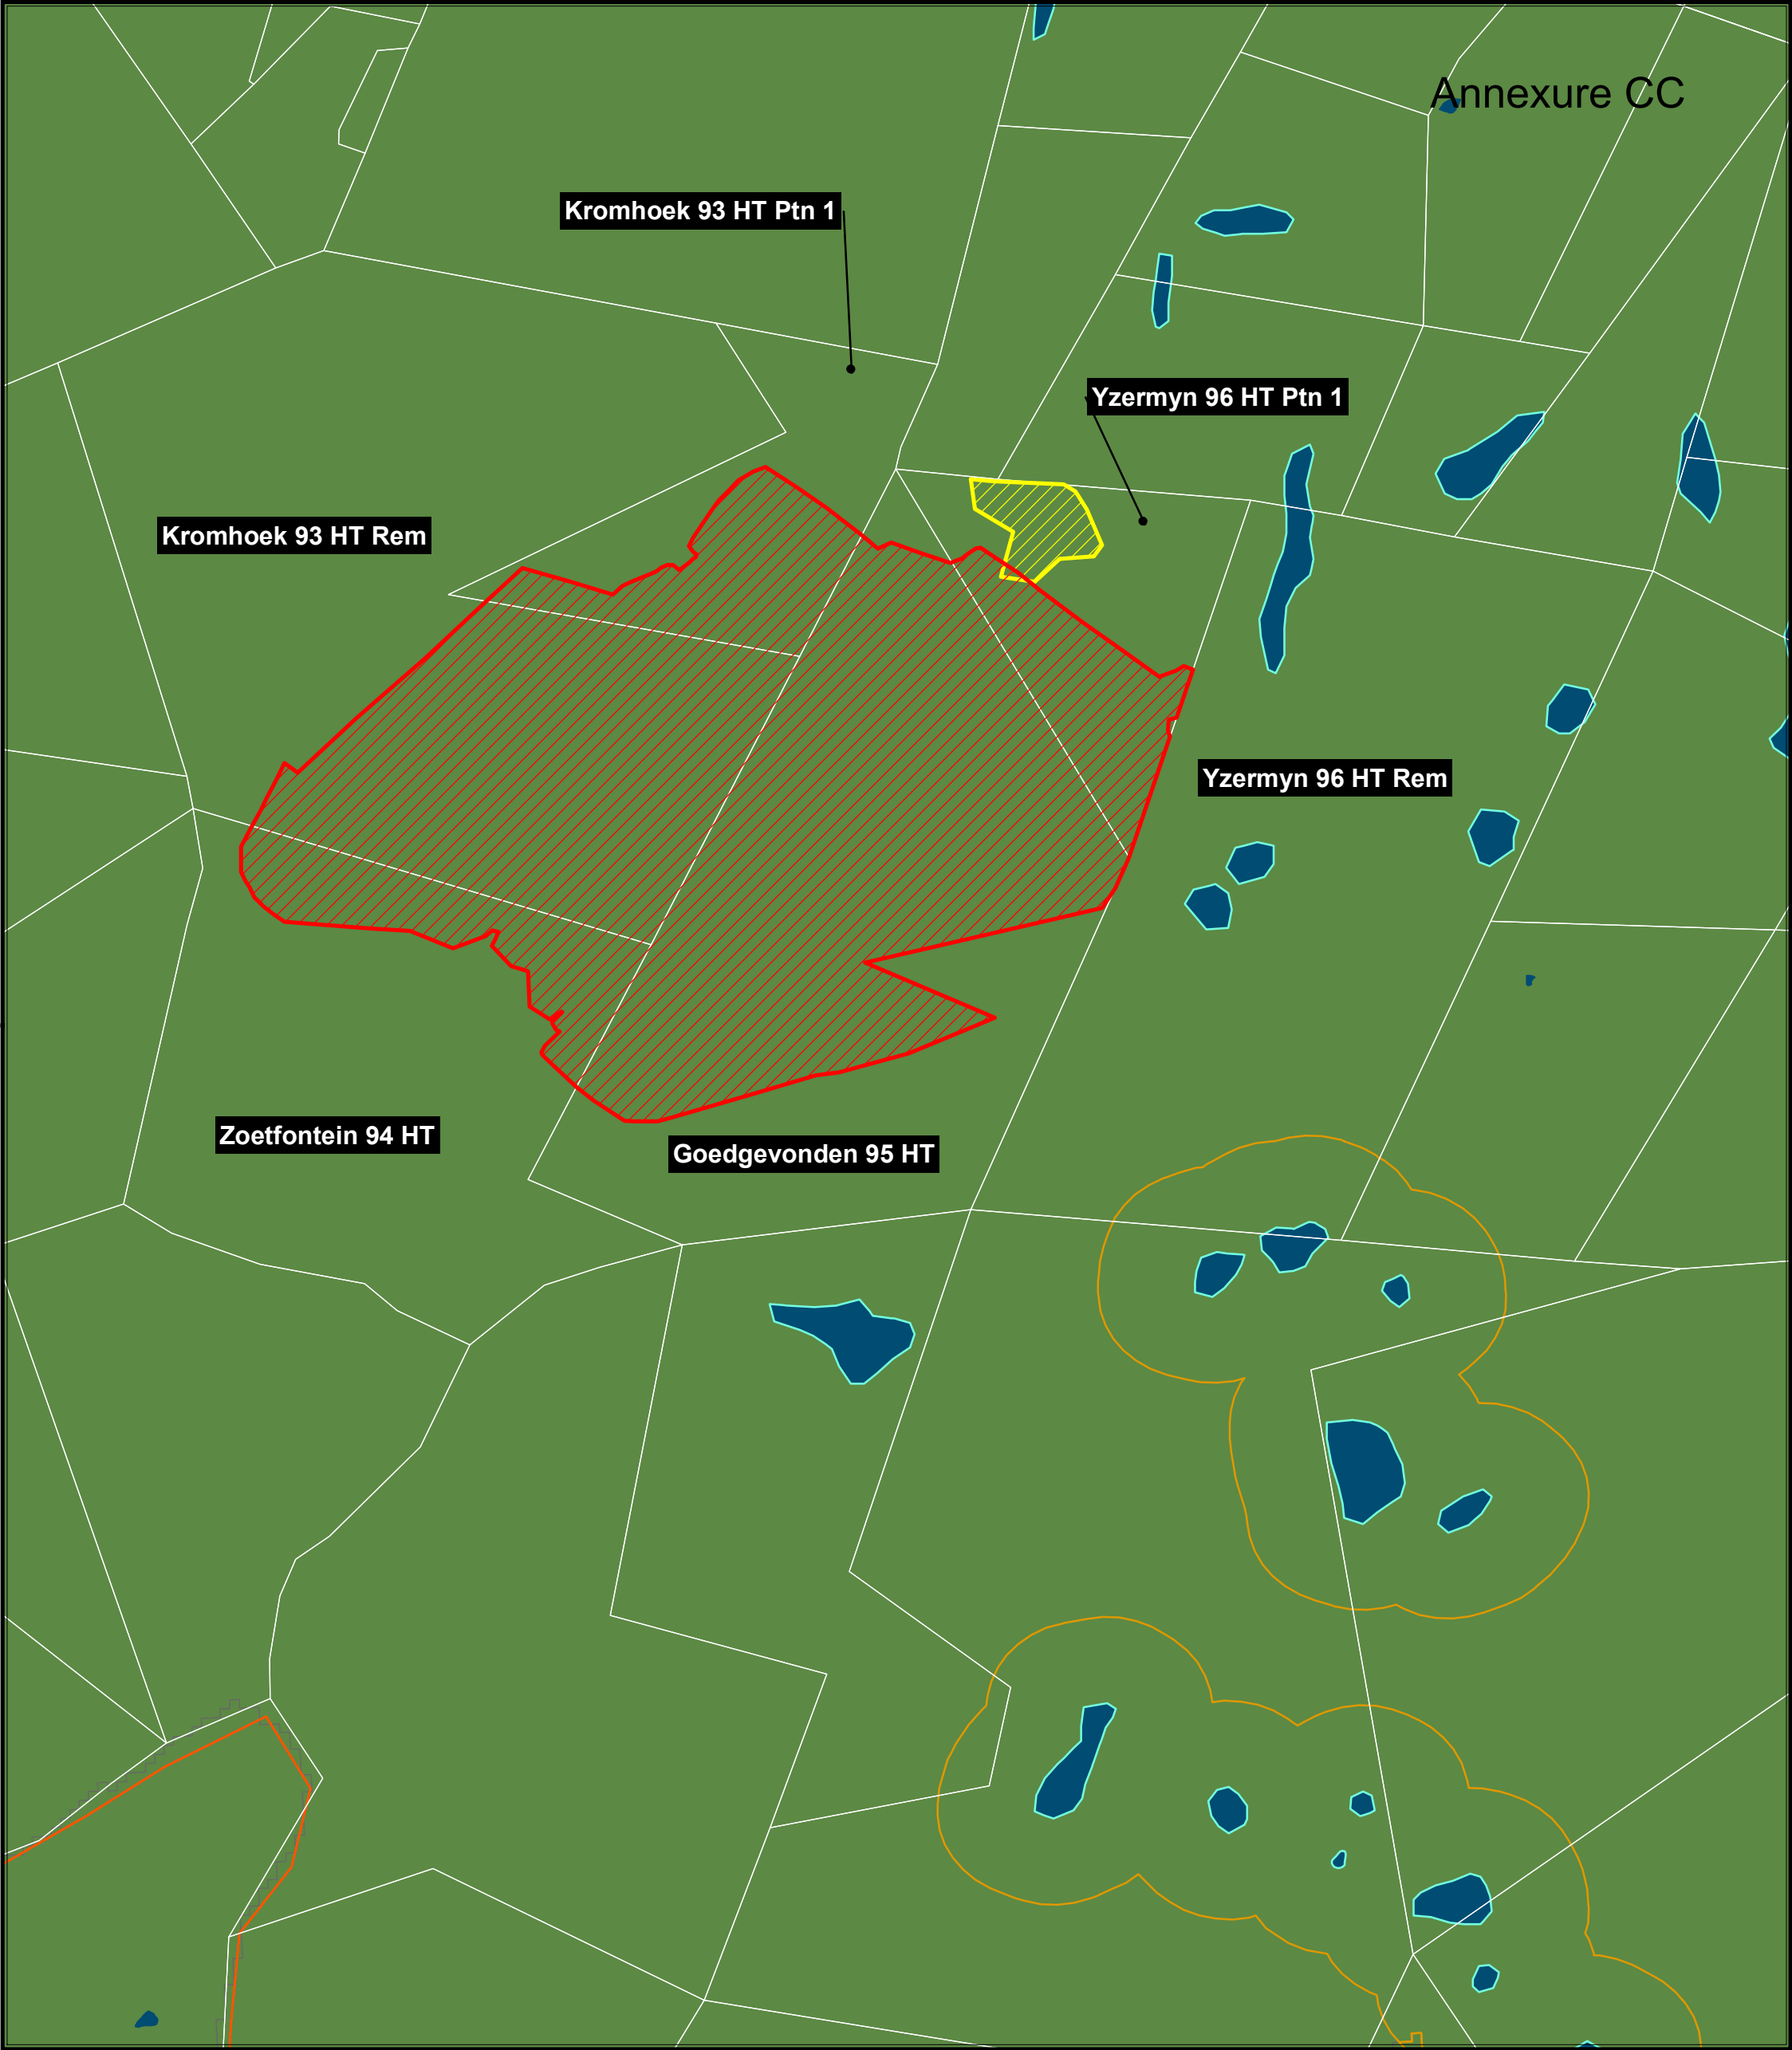 Annexure CC
Kromhoek 93 HT Ptn 1
Yzermyn 96 HT Ptn 1
Kromhoek 93 HT Rem
Yzermyn 96 HT Rem
Zoetfontein 94 HT
Goedgevonden 95 HT